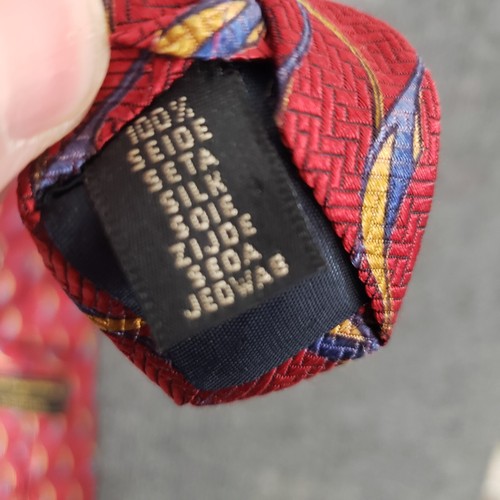 100%
SEIDE
SETA
SILK
SOIE
ZIJDE
SEDA
JEDWAB